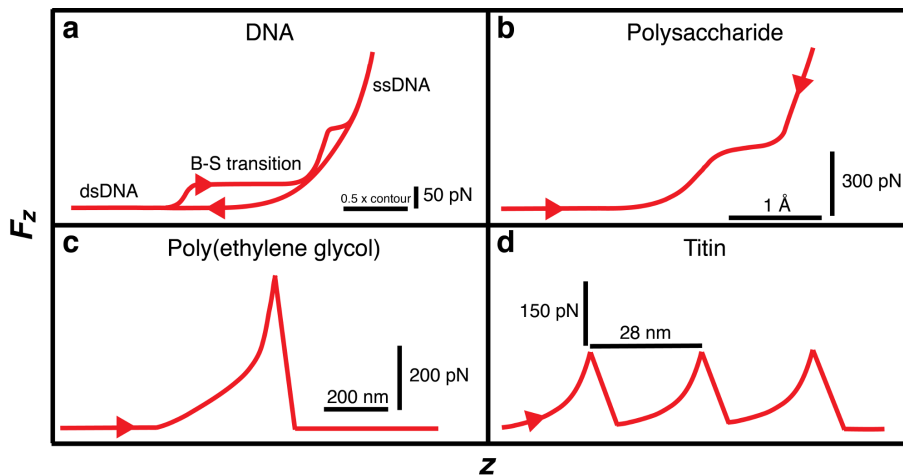 a
DNA
ssDNA
B-S transition
dsDNA
0.5 x contour
50 pN
b
Polysaccharide
300 pN
1 Å
c
Poly(ethylene glycol)
200 nm
200 pN
d
Titin
150 pN
28 nm
Fz
z